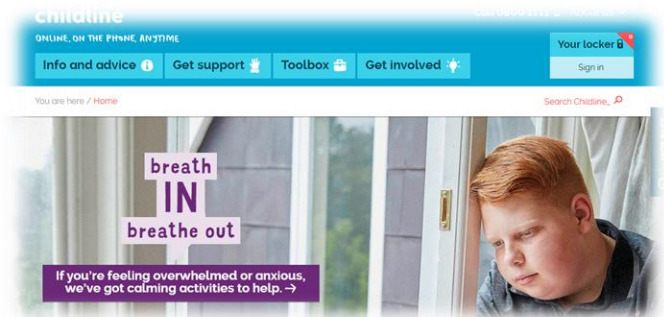 childline
ONLINE, ON THE PHONE, ANYTIME
Your locker
Info and advice
Get support
Toolbox
Get involved
Sign in
You are here / Home
Search Childline
breath
IN
breathe out
If you're feeling overwhelmed or anxious,
we've got calming activities to help. →